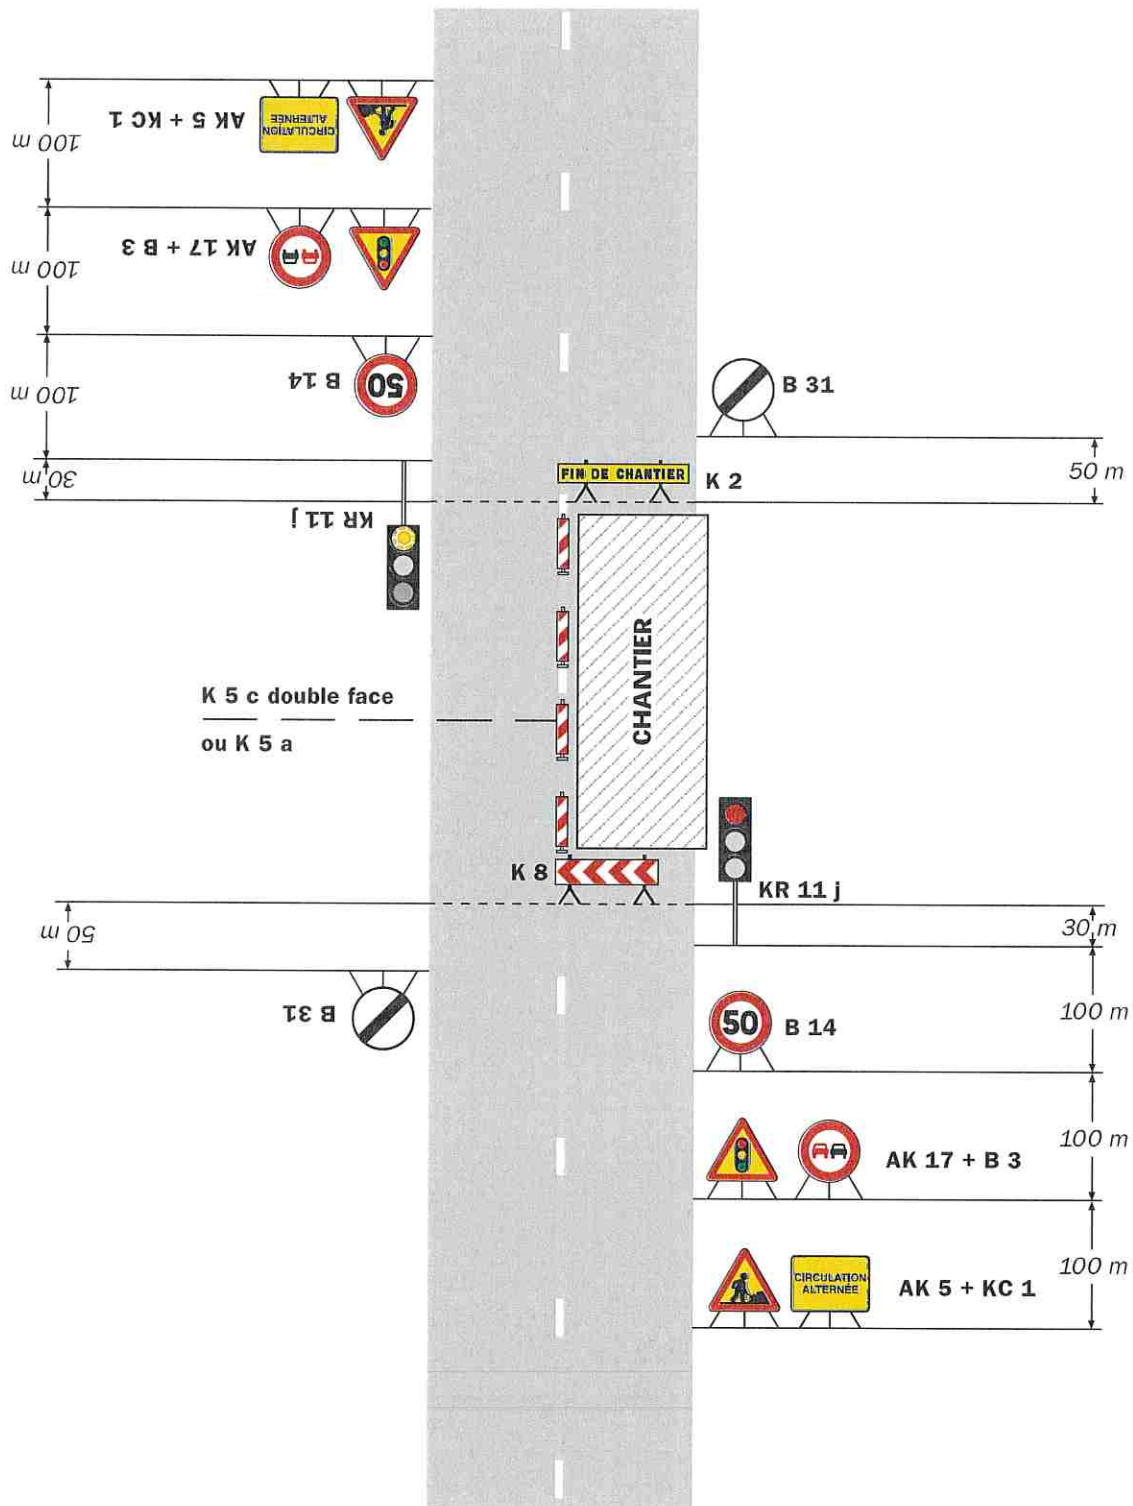 100 m
AK 5 + KC 1
CIRCULATION
ALTERNÉE
100 m
AK 17 + B 3
100 m
B 14
50
30 m
KR 11 j
B 31
50 m
FIN DE CHANTIER
K 2
CHANTIER
K 5 c double face
ou K 5 a
K 8
KR 11 j
50 m
B 31
30 m
50
B 14
100 m
AK 17 + B 3
100 m
CIRCULATION
ALTERNÉE
AK 5 + KC 1
100 m